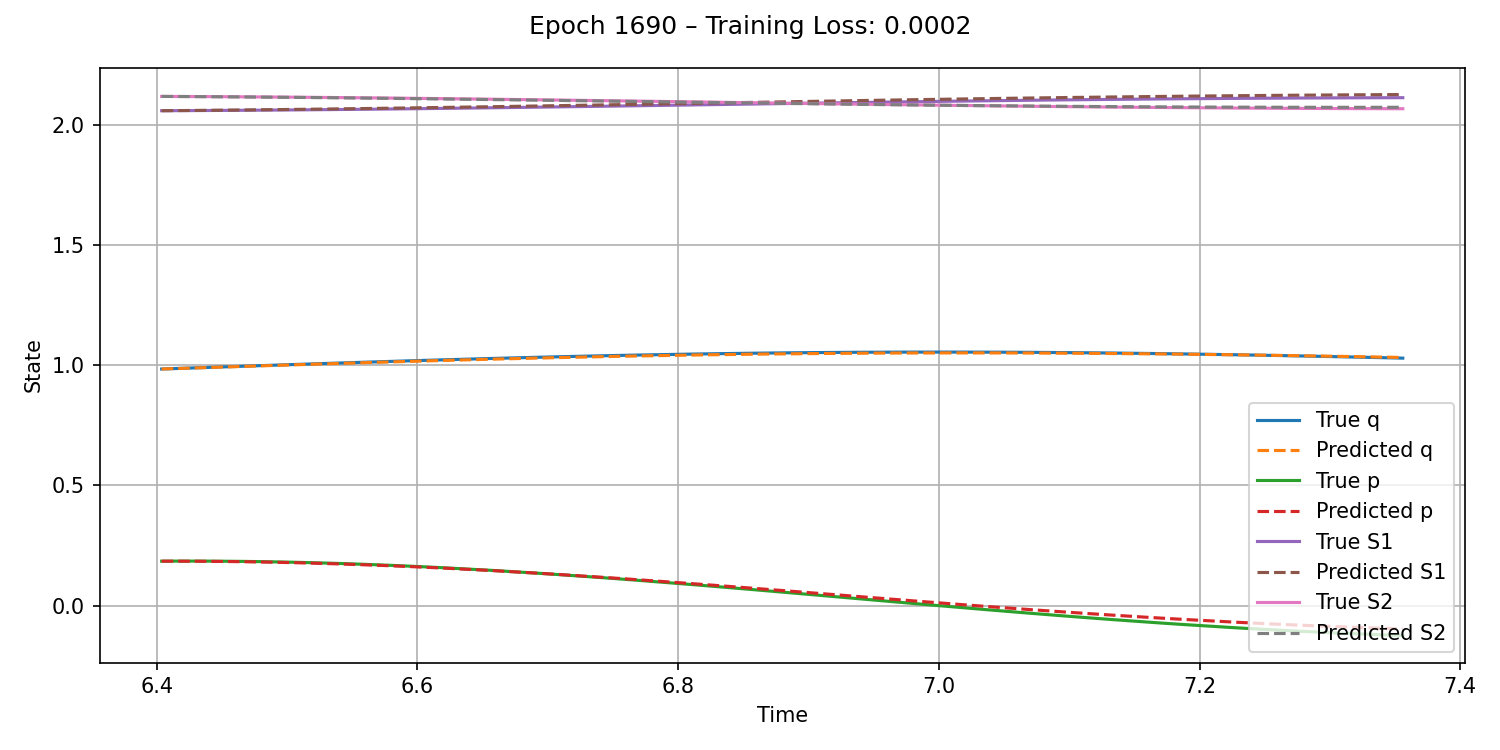 Epoch 1690 – Training Loss: 0.0002
State
2.0
1.5
1.0
0.5
0.0
True q
Predicted q
True p
Predicted p
True S1
Predicted S1
True S2
Predicted S2
6.4
6.6
6.8
7.0
7.2
7.4
Time